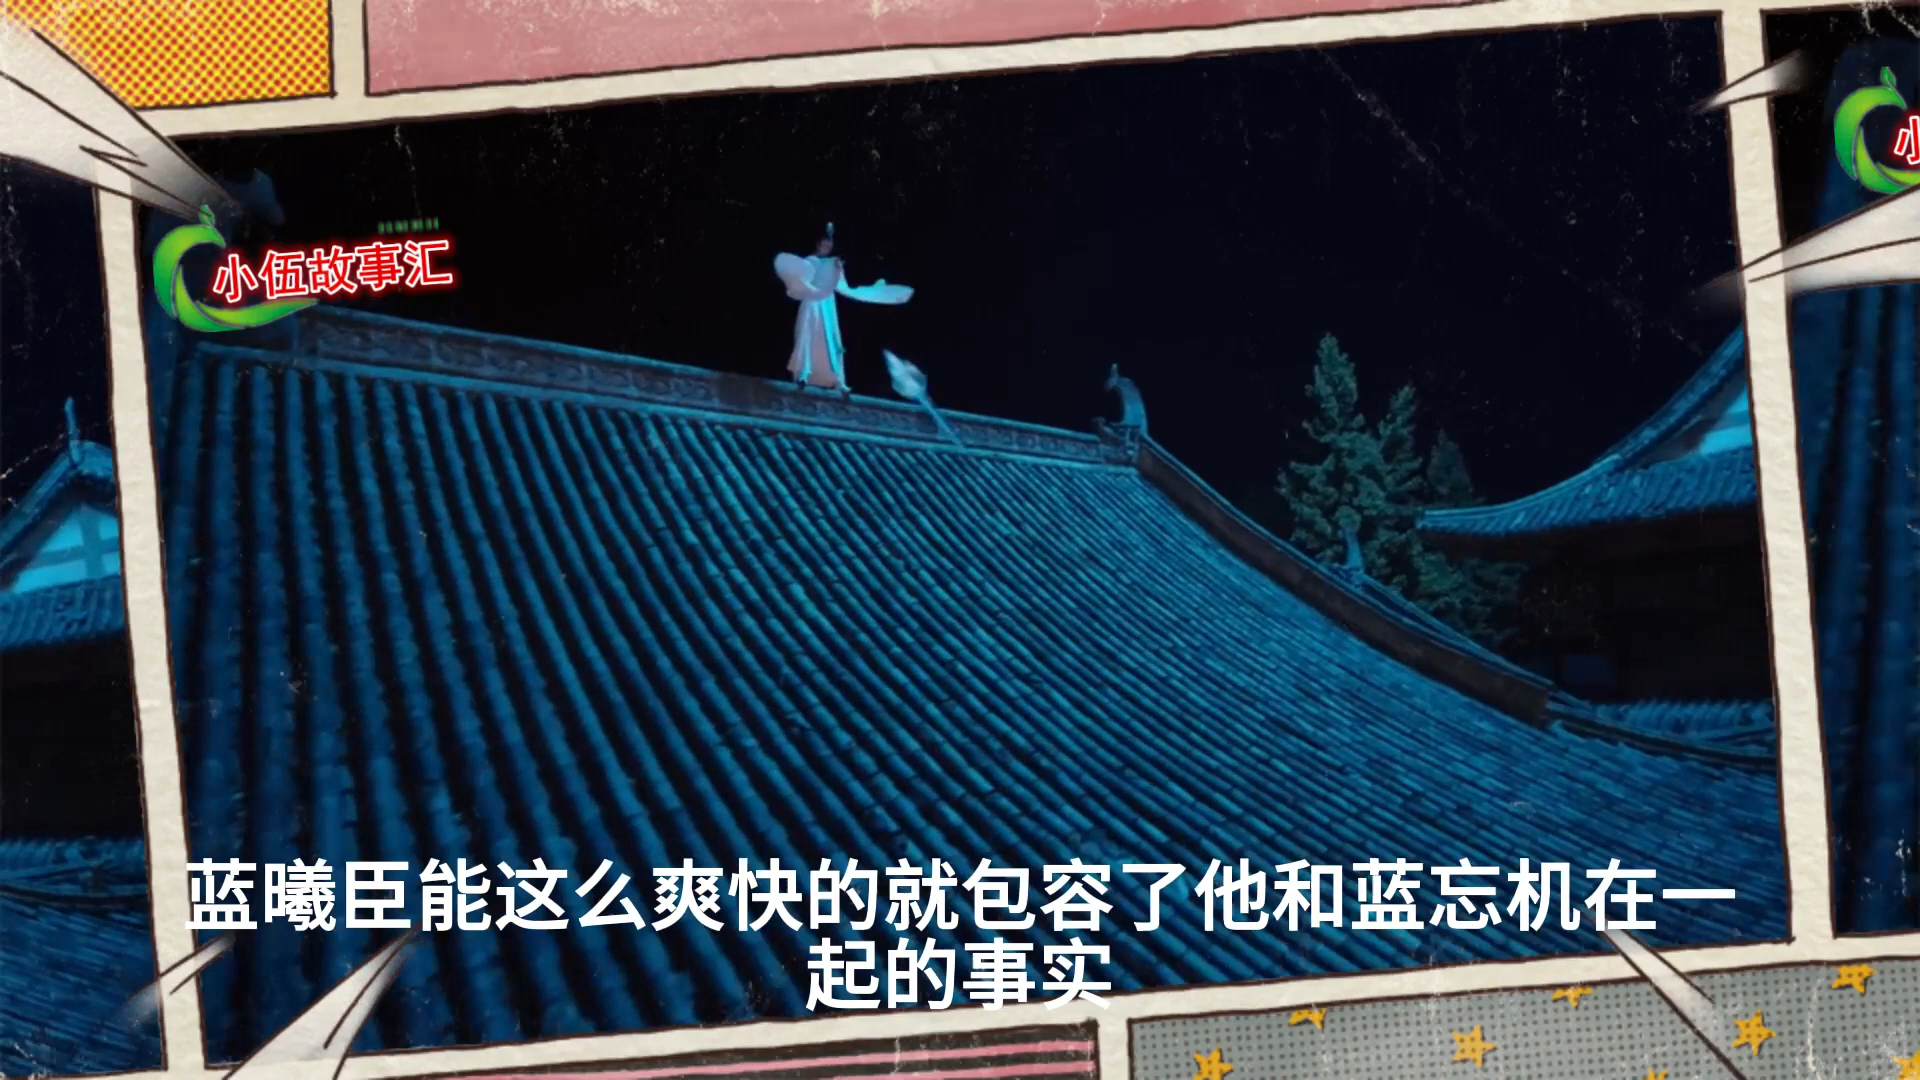 小伍故事汇
小
蓝曦臣能这么爽快的就包容了他和蓝忘机在一
起的事实